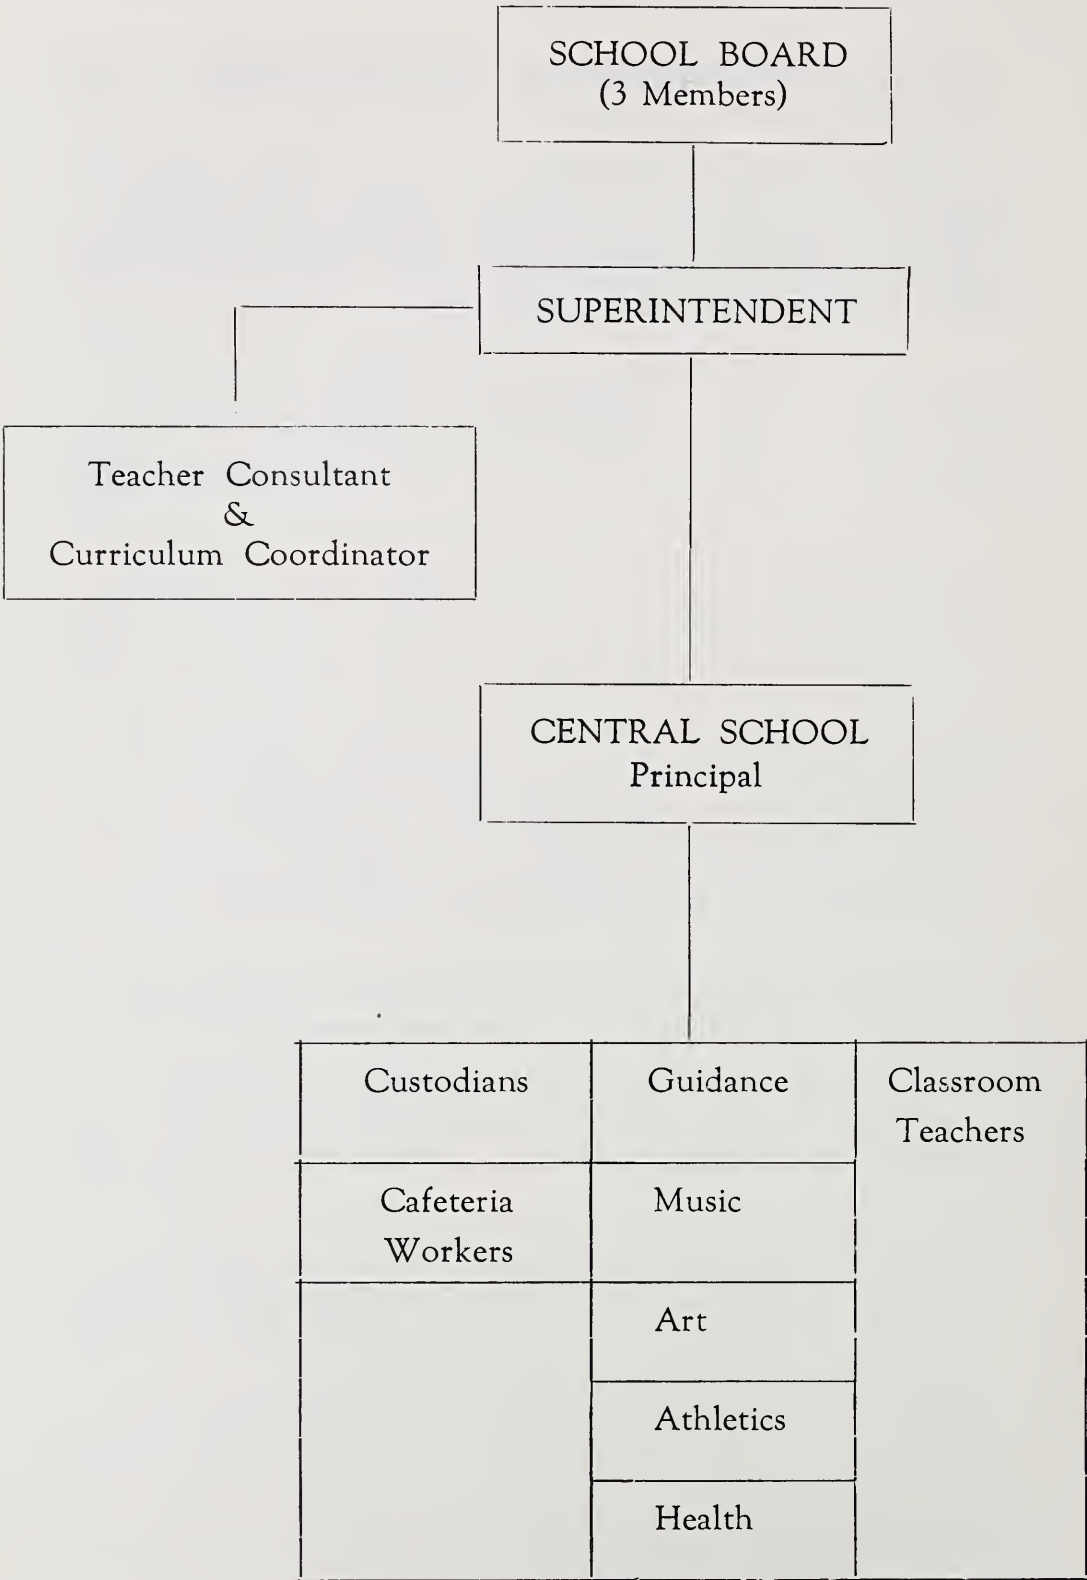 SCHOOL BOARD
(3 Members)
SUPERINTENDENT
Teacher Consultant
&
Curriculum Coordinator
CENTRAL SCHOOL
Principal
Custodians
Guidance
Classroom
Teachers
Cafeteria
Workers
Music
Art
Athletics
Health